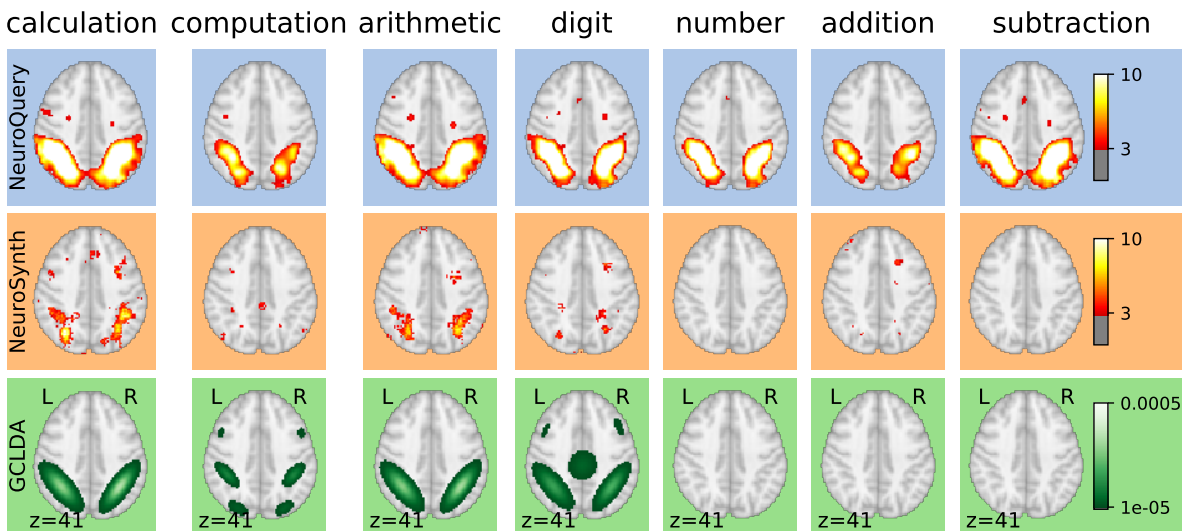 calculation computation arithmetic digit number addition subtraction
NeuroQuery
10
3
NeuroSynth
10
3
GCLDA
L R L R L R L R L R L R L R
0.0005
1e-05
z=41 z=41 z=41 z=41 z=41 z=41 z=41